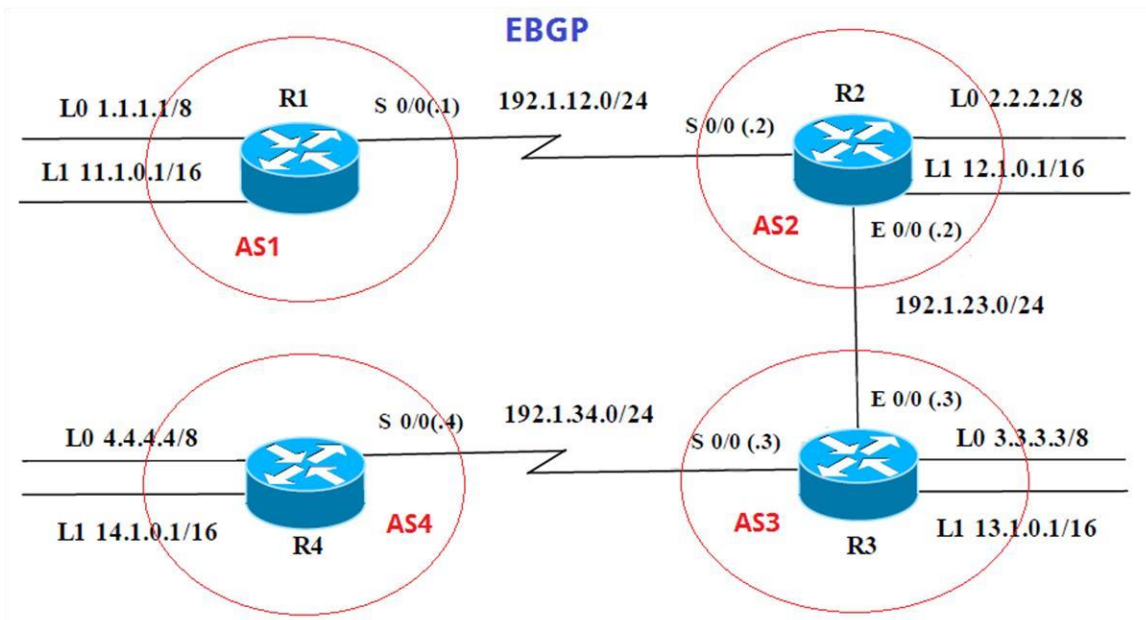 EBGP
R1
L0 1.1.1.1/8
S 0/0(.1)
L1 11.1.0.1/16
AS1
192.1.12.0/24
R2
S 0/0 (.2)
L0 2.2.2.2/8
L1 12.1.0.1/16
AS2
E 0/0 (.2)
192.1.23.0/24
E 0/0 (.3)
S 0/0(.4)
192.1.34.0/24
S 0/0 (.3)
L0 4.4.4.4/8
L1 14.1.0.1/16
R4
AS4
L0 3.3.3.3/8
AS3
R3
L1 13.1.0.1/16